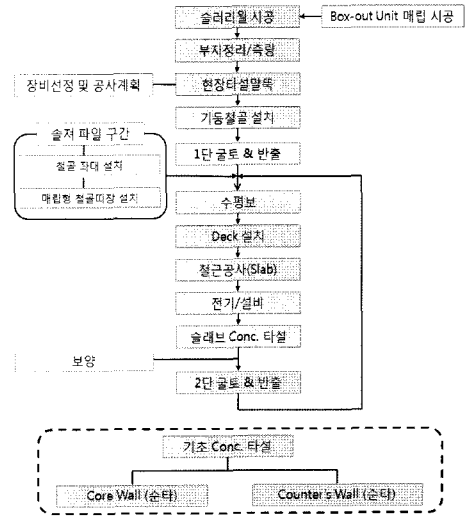 슬러리월 시공
Box-out Unit 매립 시공
부지정리/측량
장비선정 및 공사계획
현장타설말뚝
기둥철골 설치
솔져 파일 구간
1단 굴토 & 반출
철골 좌대 설치
매립형 철골띠장 설치
수평보
Deck 설치
철근공사(Slab)
전기/설비
슬래브 Conc. 타설
보양
2단 굴토 & 반출
기초 Conc. 타설
Core Wall (순타)
Counter's Wall (순타)